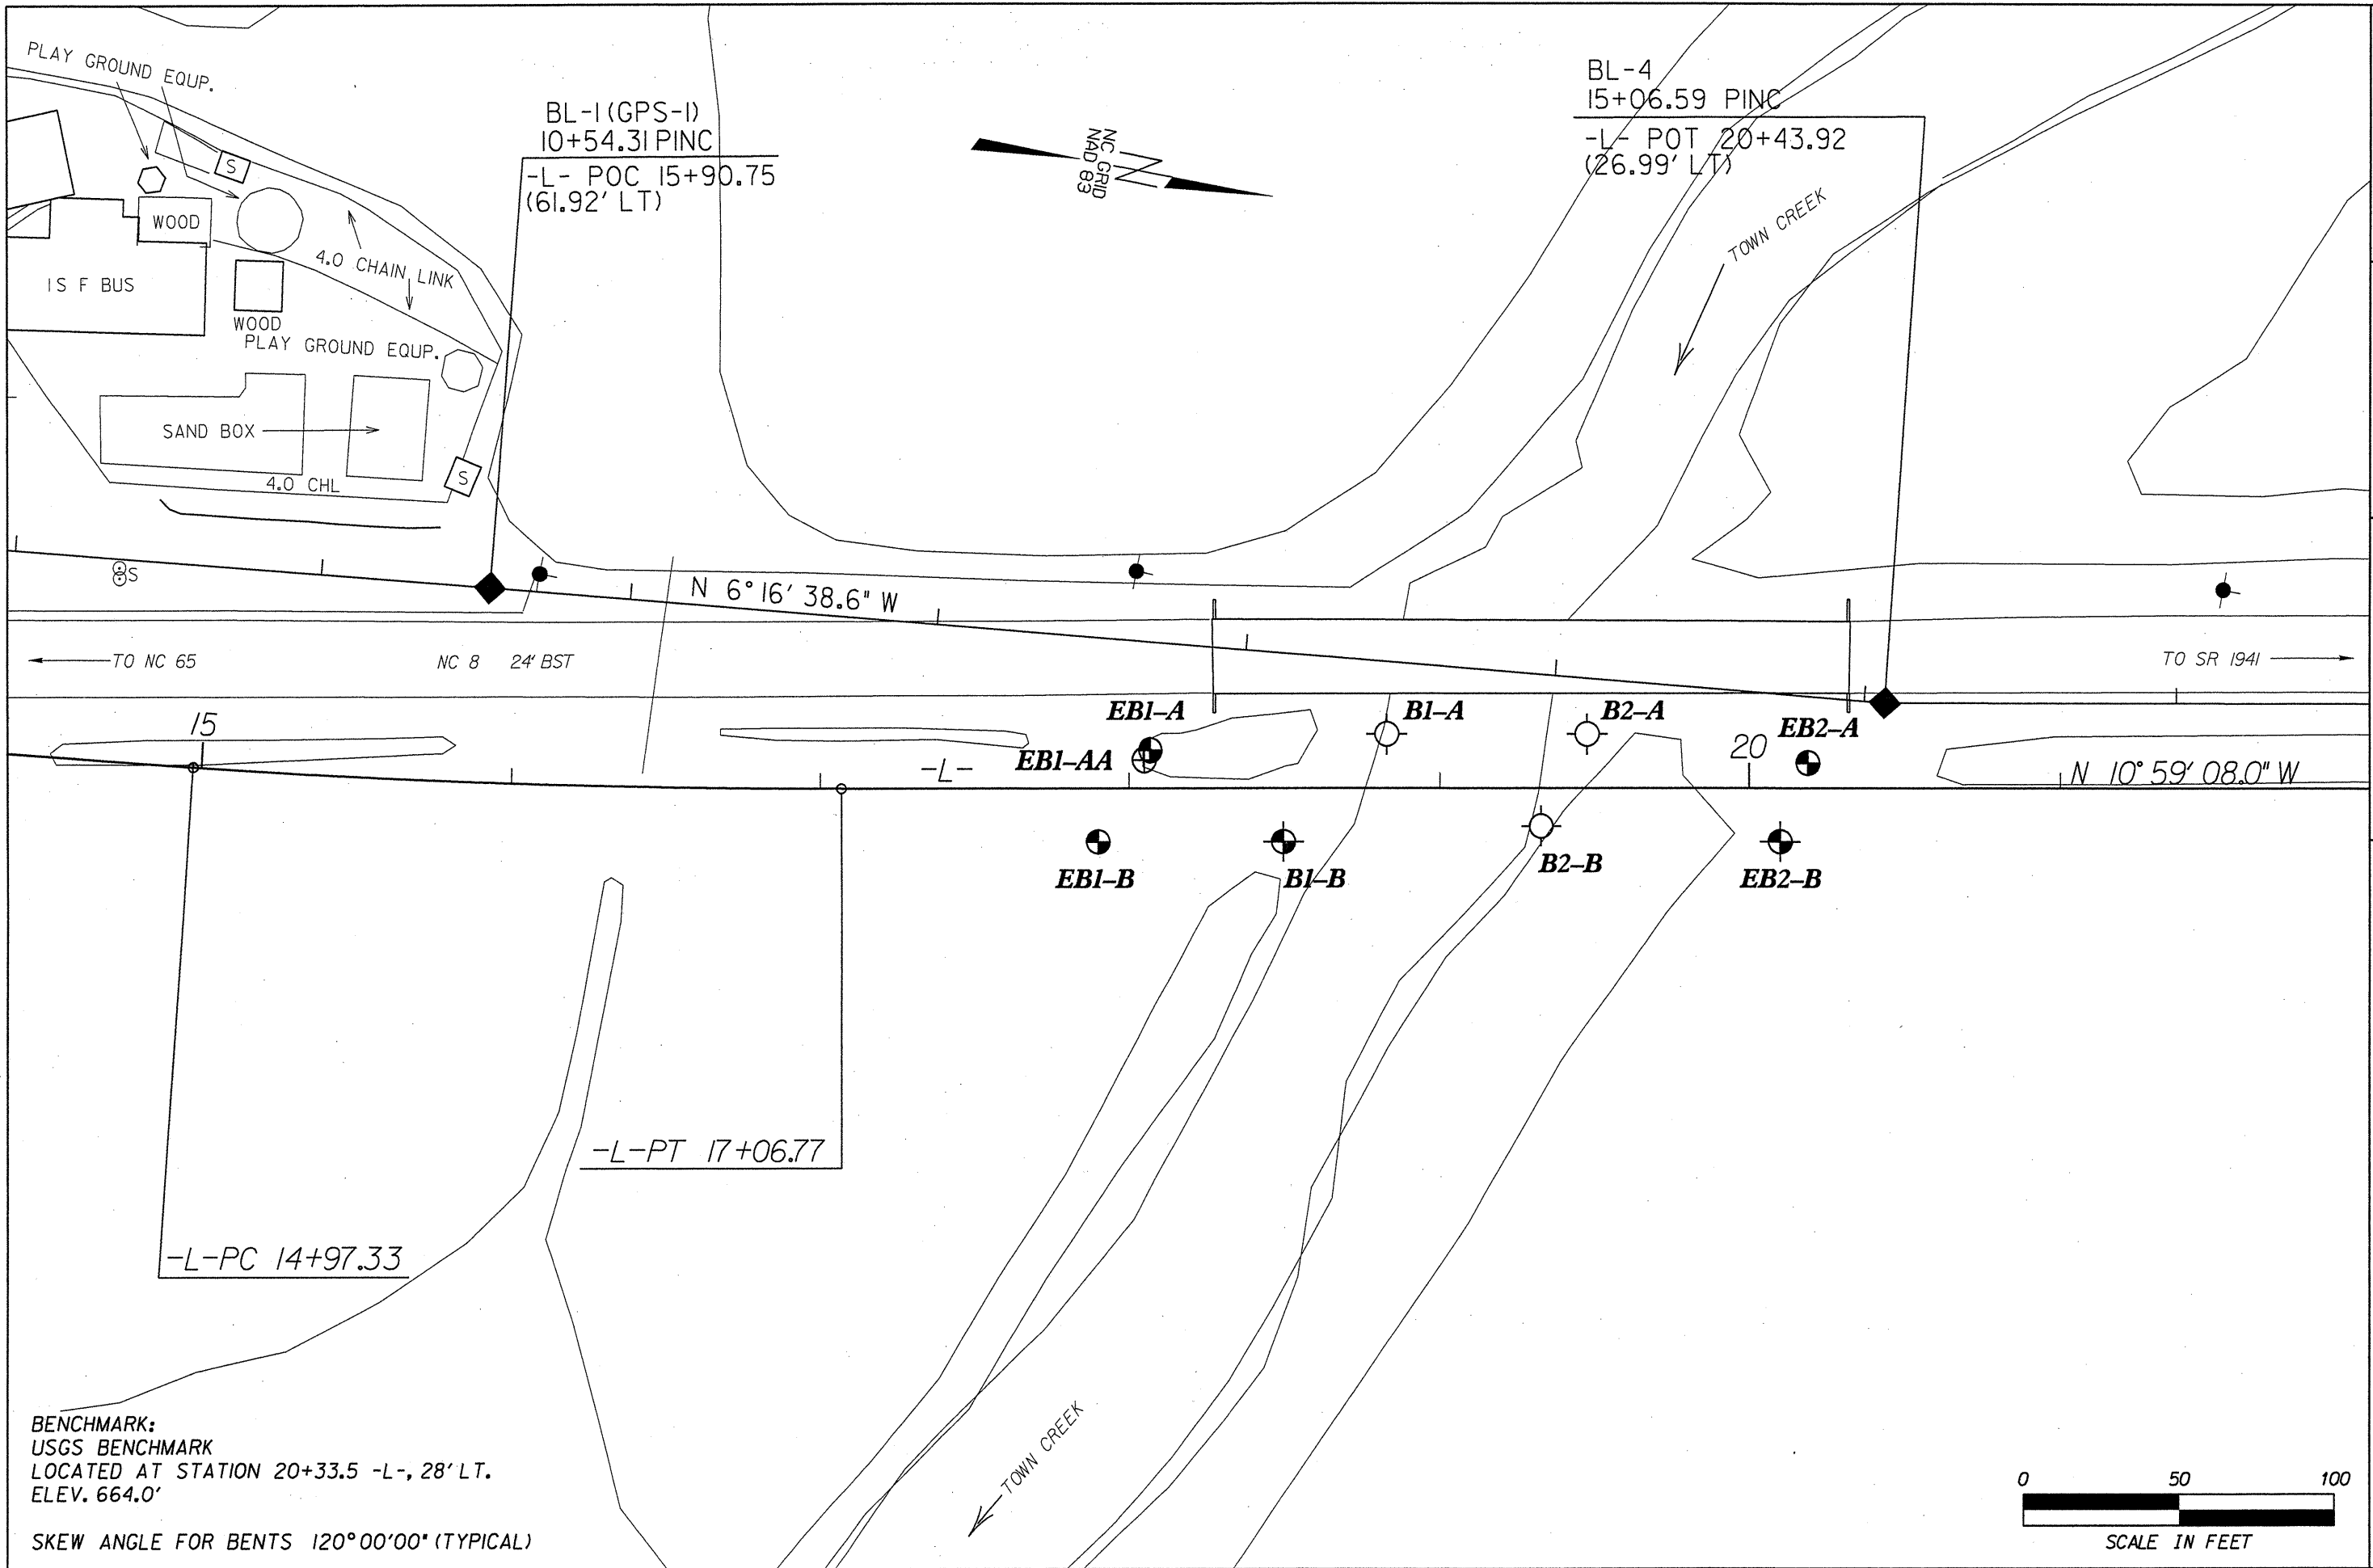 PLAY GROUND EQUP.
S
WOOD
4.0 CHAIN LINK
1 S F BUS
WOOD
PLAY GROUND EQUP.
SAND BOX
S
4.0 CHL
BL-1 (GPS-1)
10+54.31 PINC
-L- POC 15+90.75
(61.92' LT)
NC GRID
NAD 83
BL-4
15+06.59 PINC
-L- POT 20+43.92
(26.99' LT)
TOWN CREEK
S
N 6°16' 38.6" W
TO NC 65
NC 8 24' BST
TO SR 1941
15
EB1-A
EB1-AA
-L-
B1-A
B2-A
EB2-A
20
N 10°59' 08.0" W
EB1-B
B1-B
B2-B
EB2-B
-L-PT 17+06.77
-L-PC 14+97.33
TOWN CREEK
BENCHMARK:
USGS BENCHMARK
LOCATED AT STATION 20+33.5 -L-, 28' LT.
ELEV. 664.0'
SKEW ANGLE FOR BENTS 120°00'00" (TYPICAL)
0 50 100
SCALE IN FEET